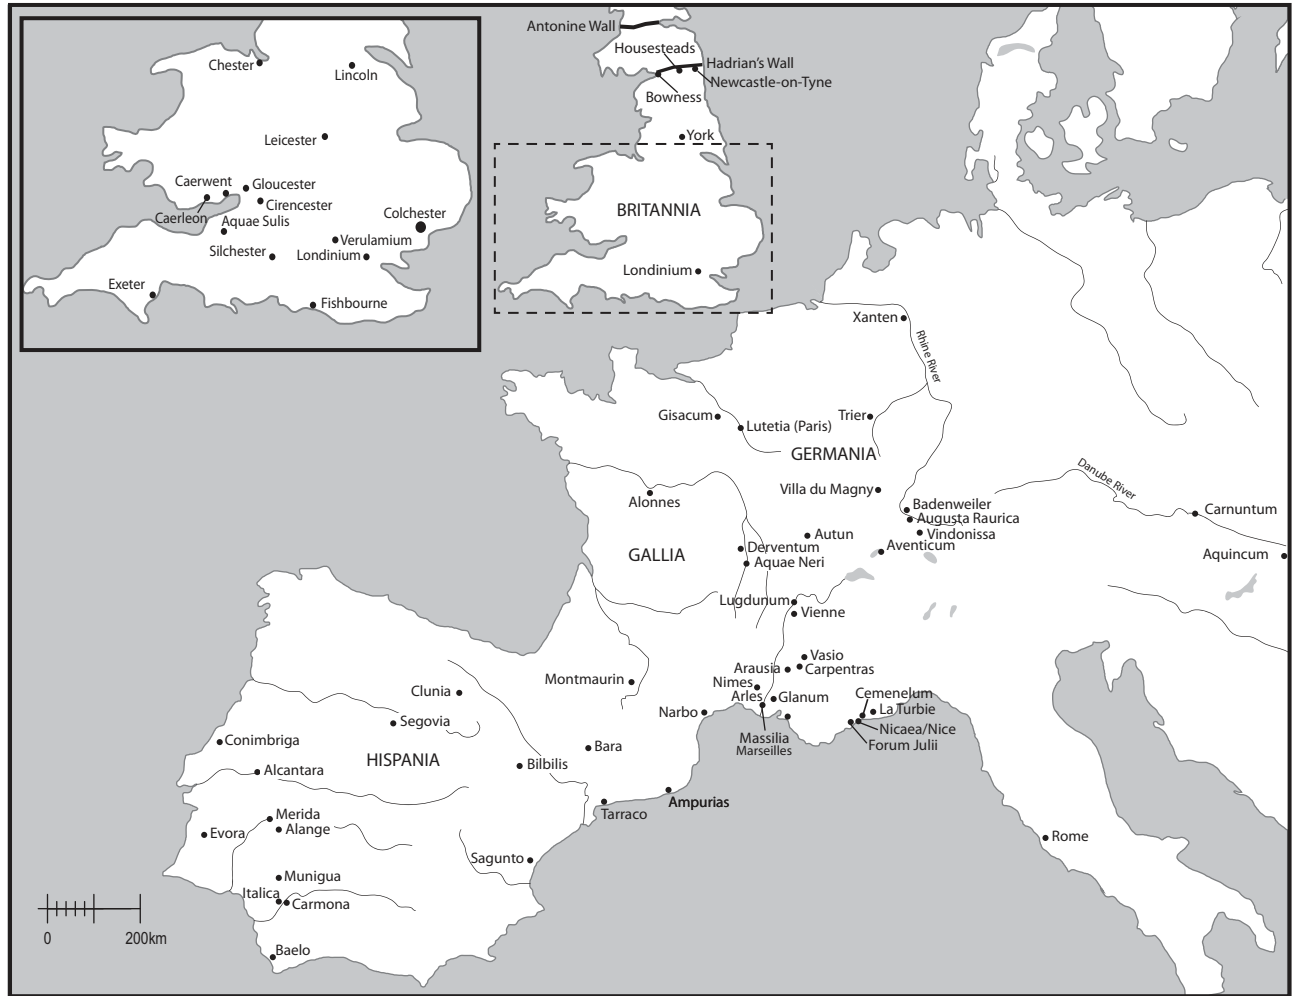 Antonine Wall
Housesteads
Hadrian's Wall
Newcastle-on-Tyne
Bowness
York
Chester
Lincoln
Leicester
Caerwent
Gloucester
Cirencester
Caerleon
Aquae Sulis
Colchester
Verulamium
Silchester
Londinium
Exeter
Fishbourne
BRITANNIA
Londinium
Xanten
Rhine River
Gisacum
Lutetia (Paris)
Trier
GERMANIA
Danube River
Villa du Magny
Alonnes
Badenweiler
Augusta Raurica
Vindonissa
Carnuntum
Autun
Aventicum
Aquincum
GALLIA
Derventum
Aquae Neri
Lugdunum
Vienne
Vasio
Arausia
Carpentras
Montmaurin
Nimes
Arles
Glanum
Cemenelum
La Turbie
Clunia
Narbo
Nicaea/Nice
Forum Julii
Massilia
Marseilles
Segovia
Conimbriga
Bara
HISPANIA
Bilbilis
Alcantara
Ampurias
Tarraco
Merida
Alange
Evora
Rome
Sagunto
Munigua
Italica
Carmona
Baelo
0 200km